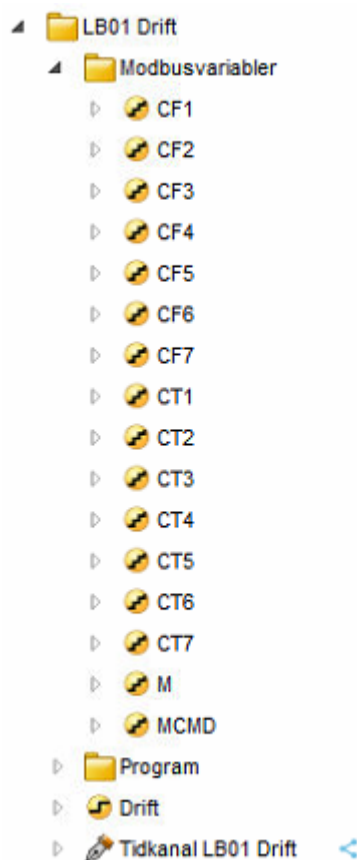 LB01 Drift
Modbusvariabler
CF1
CF2
CF3
CF4
CF5
CF6
CF7
CT1
CT2
CT3
CT4
CT5
CT6
CT7
M
MCMD
Program
Drift
Tidkanal LB01 Drift